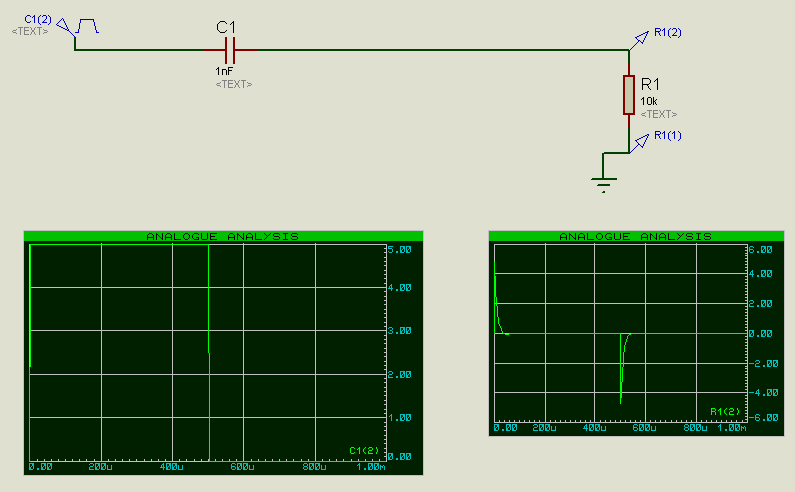 C1(2)
<TEXT>
C1
1nF
<TEXT>
R1(2)
R1
10k
<TEXT>
R1(1)
ANALOGUE ANALYSIS
5.00
4.00
3.00
2.00
1.00
0.00
C1(2)
0.00 200u 400u 600u 800u 1.00m
ANALOGUE ANALYSIS
6.00
4.00
2.00
0.00
-2.00
-4.00
-6.00
R1(2)
0.00 200u 400u 600u 800u 1.00m